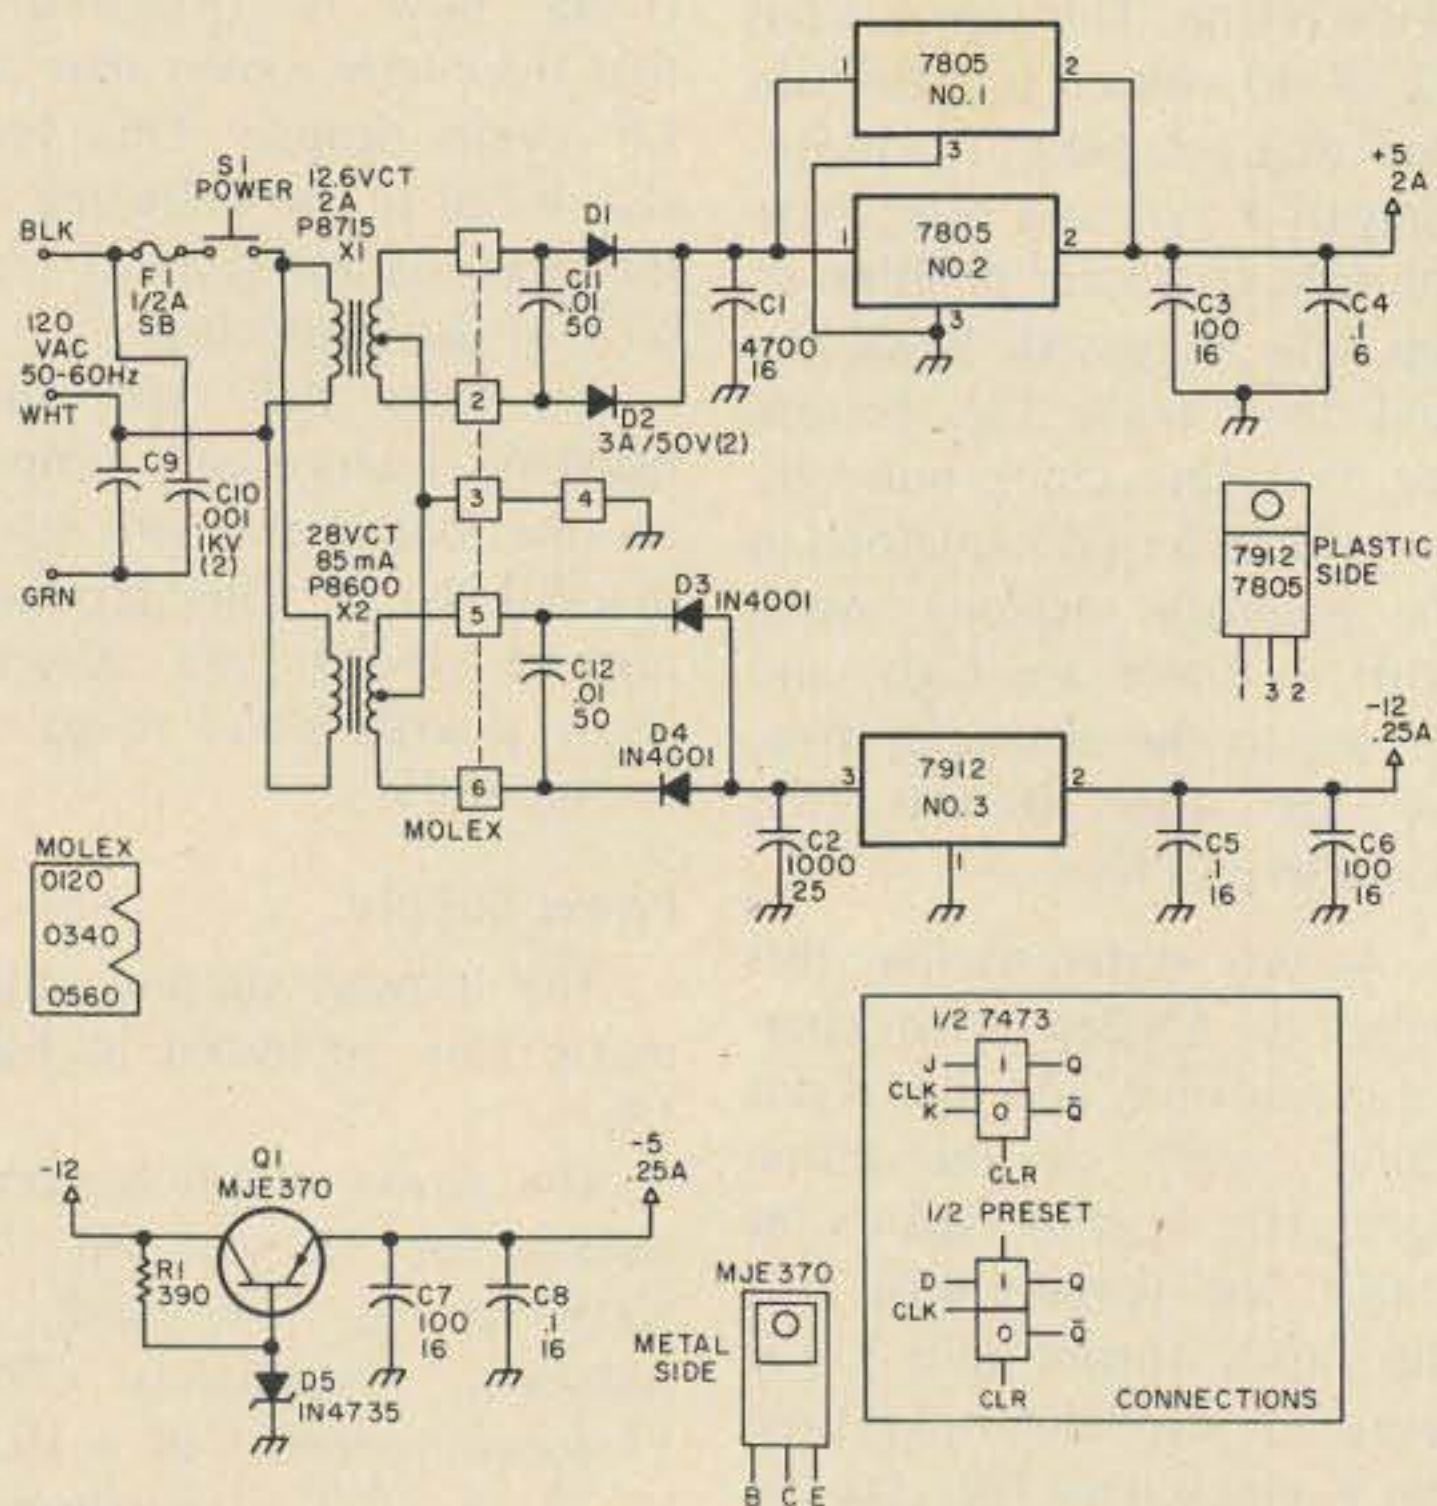 7805
NO. 1
1
2
3
7805
NO. 2
1
2
3
+5
2A
S1
POWER
12.6VCT
2A
P8715
X1
BLK
F1
1/2A
SB
120
VAC
50-60Hz
WHT
GRN
C9
C10
.001
1KV
(2)
1
2
3
4
5
6
MOLEX
C11
.01
50
D1
D2
3A/50V(2)
C1
4700
16
C3
100
16
C4
.1
6
28VCT
85mA
P8600
X2
C12
.01
50
D3
1N4001
D4
1N4001
7912
7805
PLASTIC
SIDE
1 3 2
C2
1000
25
3
7912
NO. 3
2
1
-12
.25A
C5
.1
16
C6
100
16
MOLEX
0120
0340
0560
-12
Q1
MJE370
-5
.25A
R1
390
D5
1N4735
C7
100
16
C8
.1
16
MJE370
METAL
SIDE
B C E
1/2 7473
J 1 Q
CLK
K 0 Q̄
CLR
1/2 PRESET
D 1 Q
CLK
0 Q̄
CLR
CONNECTIONS